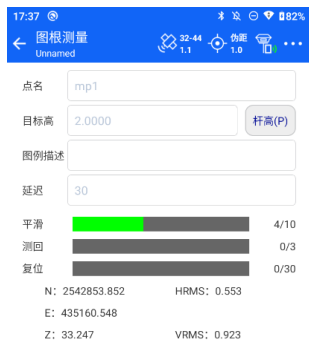 17:37 82%
图根测量 32-44 伪距
Unnamed 1.1 1.0
点名 mp1
目标高 2.0000 杆高(P)
图例描述
延迟 30
平滑 4/10
测回 0/3
复位 0/30
N: 2542853.852 HRMS: 0.553
E: 435160.548
Z: 33.247 VRMS: 0.923